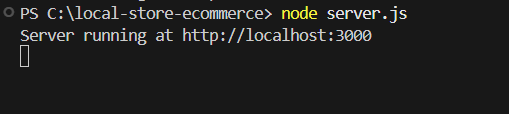 PS C:\local-store-ecommerce> node server.js
Server running at http://localhost:3000